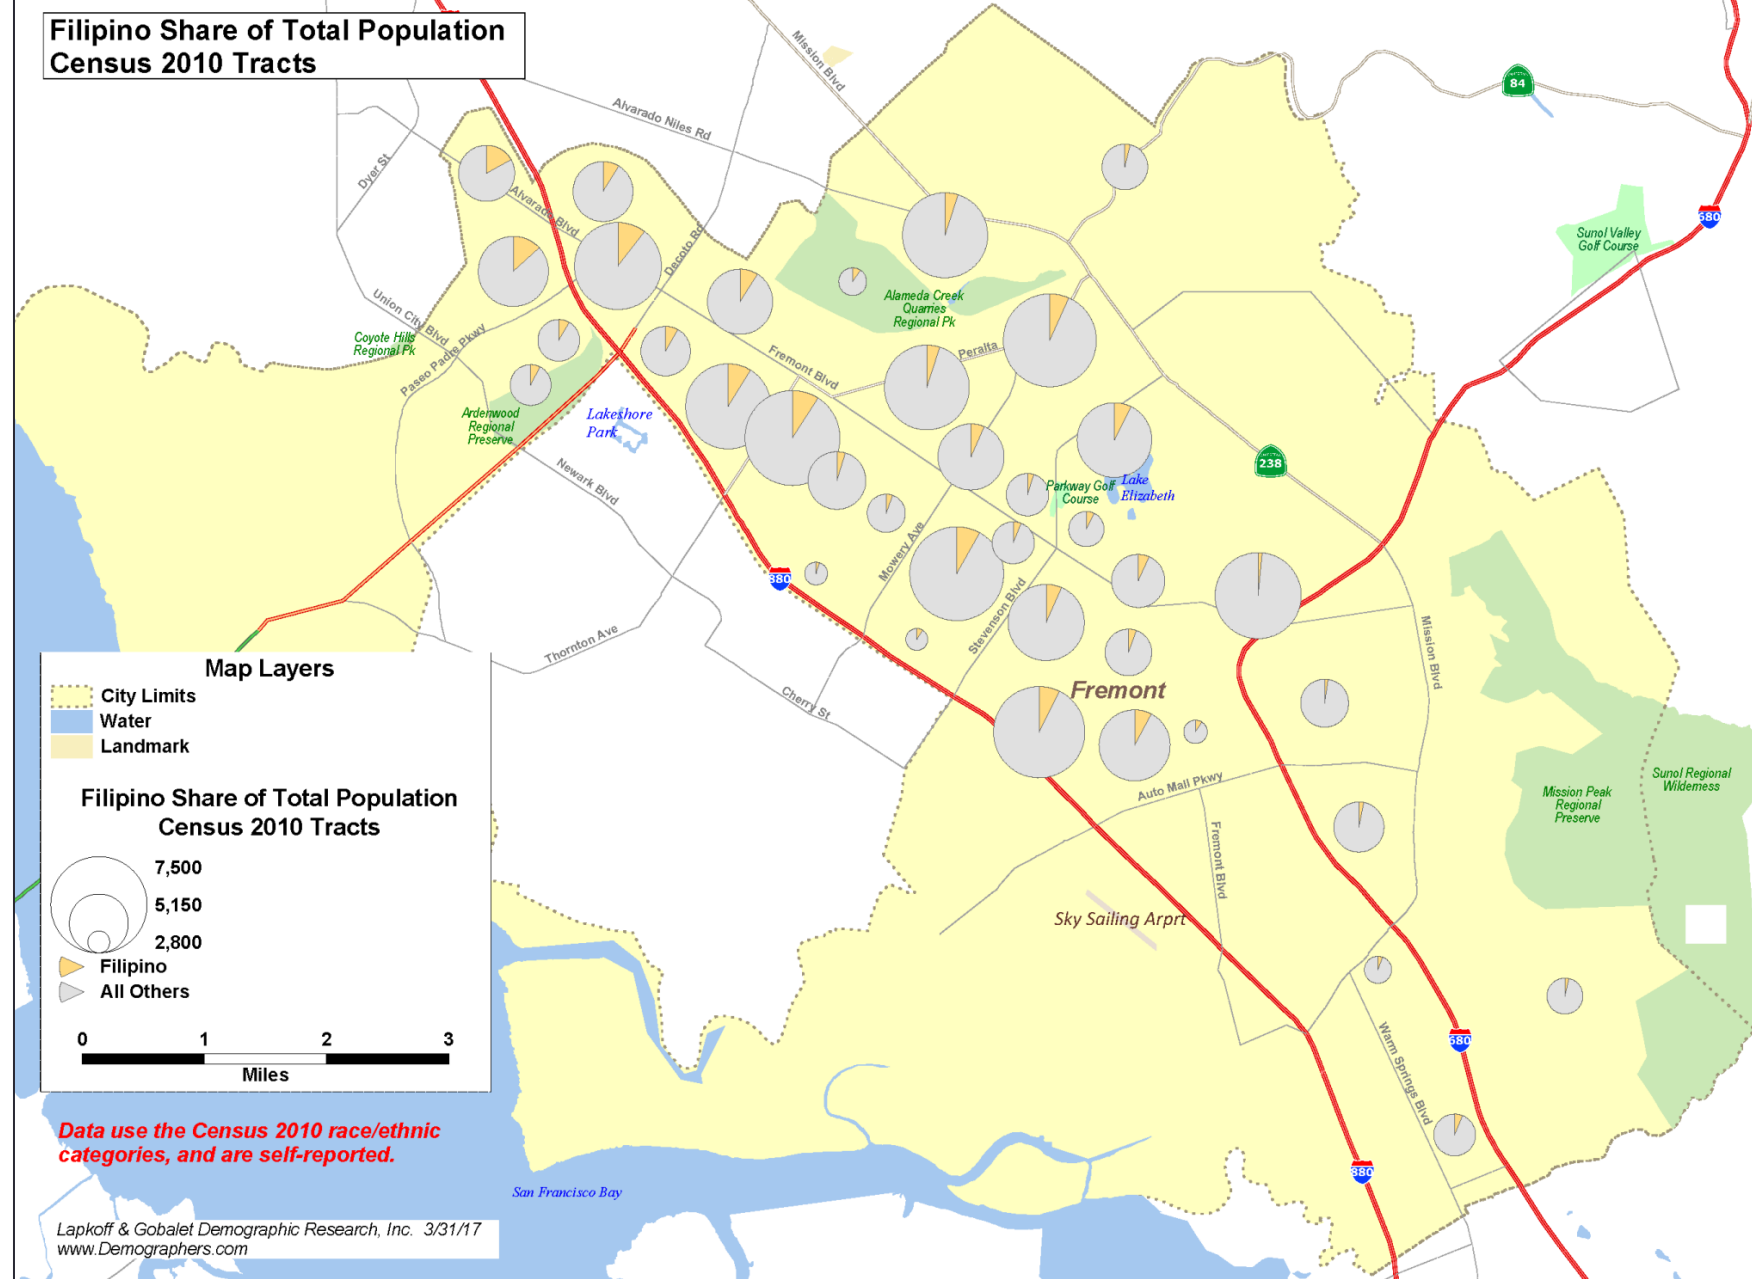 Filipino Share of Total Population
Census 2010 Tracts
Mission Blvd
84
Alvarado Niles Rd
Dyer St
Alvarado Blvd
Decoto Rd
680
Sunol Valley
Golf Course
Alameda Creek
Quarries
Regional Pk
Union City Blvd
Coyote Hills
Regional Pk
Paseo Padre Pkwy
Fremont Blvd
Peralta
Ardenwood
Regional
Preserve
Lakeshore
Park
Newark Blvd
238
Parkway Golf
Course
Lake
Elizabeth
Mowery Ave
880
Stevenson Blvd
Thornton Ave
Mission Blvd
Cherry St
Fremont
Auto Mall Pkwy
Fremont Blvd
Sunol Regional
Wilderness
Mission Peak
Regional
Preserve
Sky Sailing Arprt
Warm Springs Blvd
680
880
Map Layers
City Limits
Water
Landmark
Filipino Share of Total Population
Census 2010 Tracts
7,500
5,150
2,800
Filipino
All Others
0 1 2 3
Miles
Data use the Census 2010 race/ethnic
categories, and are self-reported.
San Francisco Bay
Lapkoff & Gobalet Demographic Research, Inc. 3/31/17
www.Demographers.com